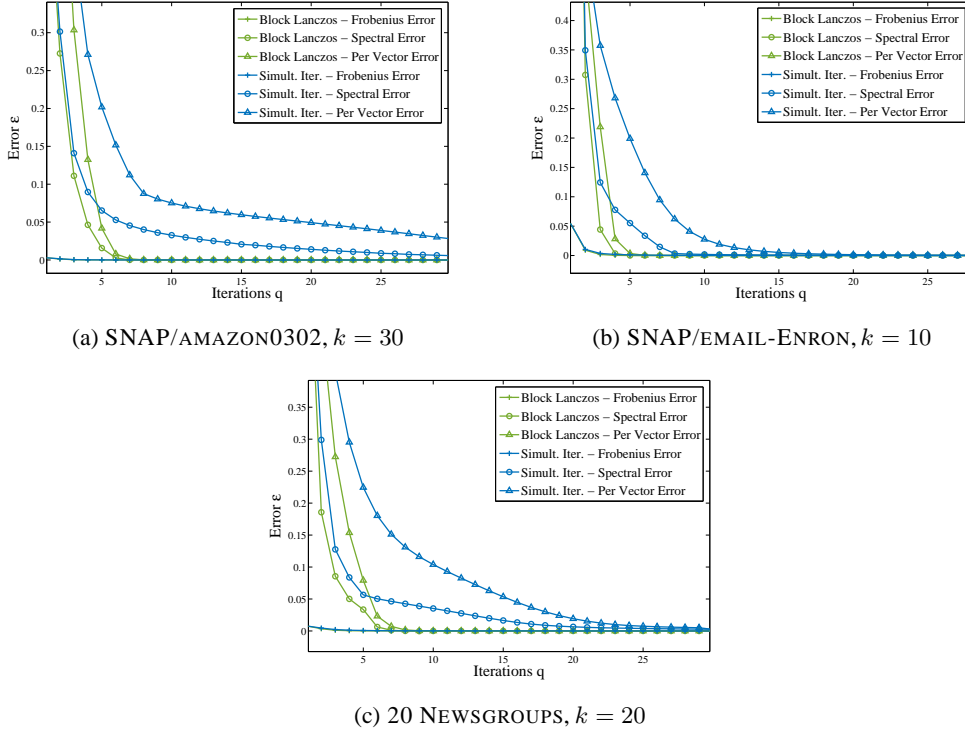 Block Lanczos – Frobenius Error
Block Lanczos – Spectral Error
Block Lanczos – Per Vector Error
Simult. Iter. – Frobenius Error
Simult. Iter. – Spectral Error
Simult. Iter. – Per Vector Error
0.3
0.25
0.2
0.15
0.1
0.05
0
Error ε
5 10 15 20 25
Iterations q
(a) SNAP/AMAZON0302, k = 30
Block Lanczos – Frobenius Error
Block Lanczos – Spectral Error
Block Lanczos – Per Vector Error
Simult. Iter. – Frobenius Error
Simult. Iter. – Spectral Error
Simult. Iter. – Per Vector Error
0.4
0.35
0.3
0.25
0.2
0.15
0.1
0.05
0
Error ε
5 10 15 20 25
Iterations q
(b) SNAP/EMAIL-ENRON, k = 10
Block Lanczos – Frobenius Error
Block Lanczos – Spectral Error
Block Lanczos – Per Vector Error
Simult. Iter. – Frobenius Error
Simult. Iter. – Spectral Error
Simult. Iter. – Per Vector Error
0.35
0.3
0.25
0.2
0.15
0.1
0.05
0
Error ε
5 10 15 20 25
Iterations q
(c) 20 NEWSGROUPS, k = 20